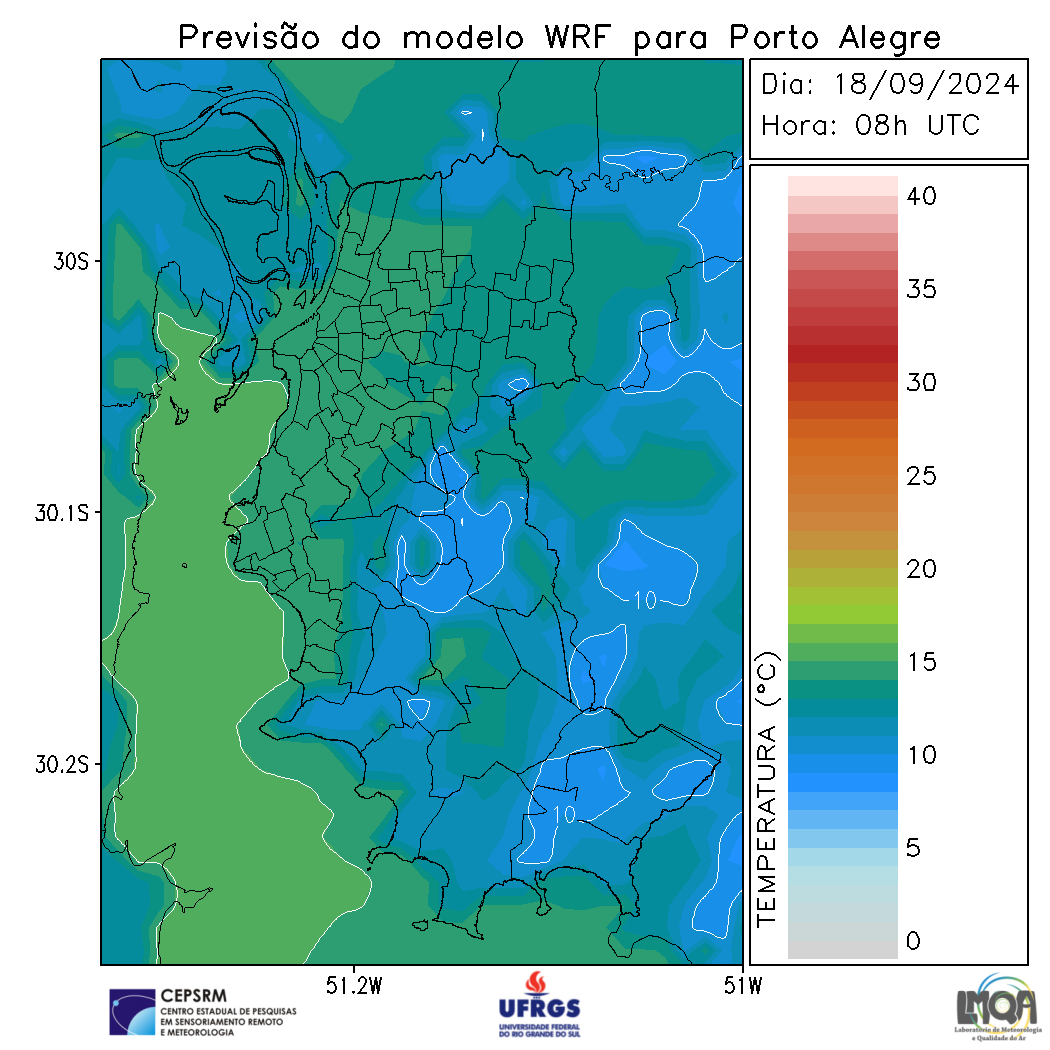 Previsão do modelo WRF para Porto Alegre
Dia: 18/09/2024
Hora: 08h UTC
40
35
30
25
20
15
10
5
0
TEMPERATURA (°C)
30S
30.1S
30.2S
10
10
51.2W
51W
CEPSRM
CENTRO ESTADUAL DE PESQUISAS
EM SENSORIAMENTO REMOTO
E METEOROLOGIA
UFRGS
UNIVERSIDADE FEDERAL
DO RIO GRANDE DO SUL
LMQA
Laboratório de Meteorologia
e Qualidade do Ar